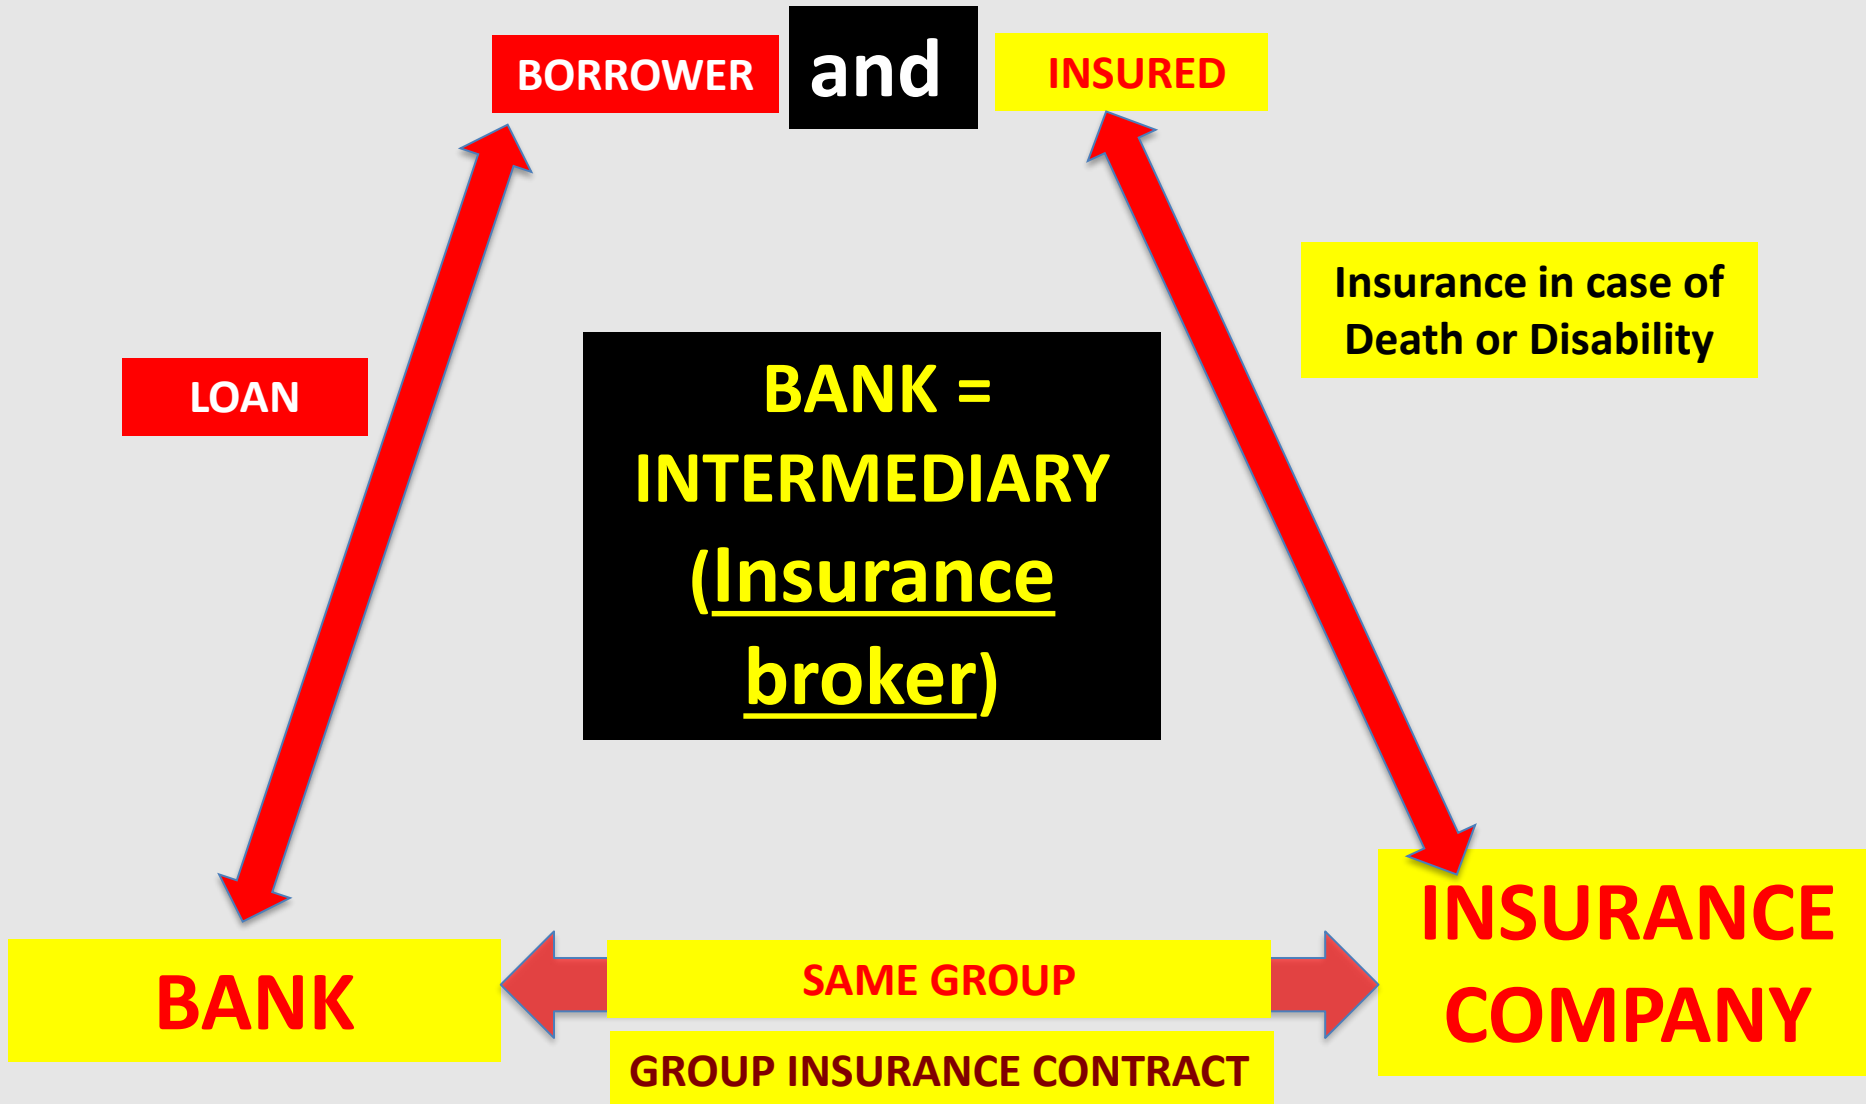 BORROWER and INSURED
Insurance in case of
Death or Disability
LOAN
BANK =
INTERMEDIARY
(Insurance
broker)
BANK
SAME GROUP
GROUP INSURANCE CONTRACT
INSURANCE
COMPANY